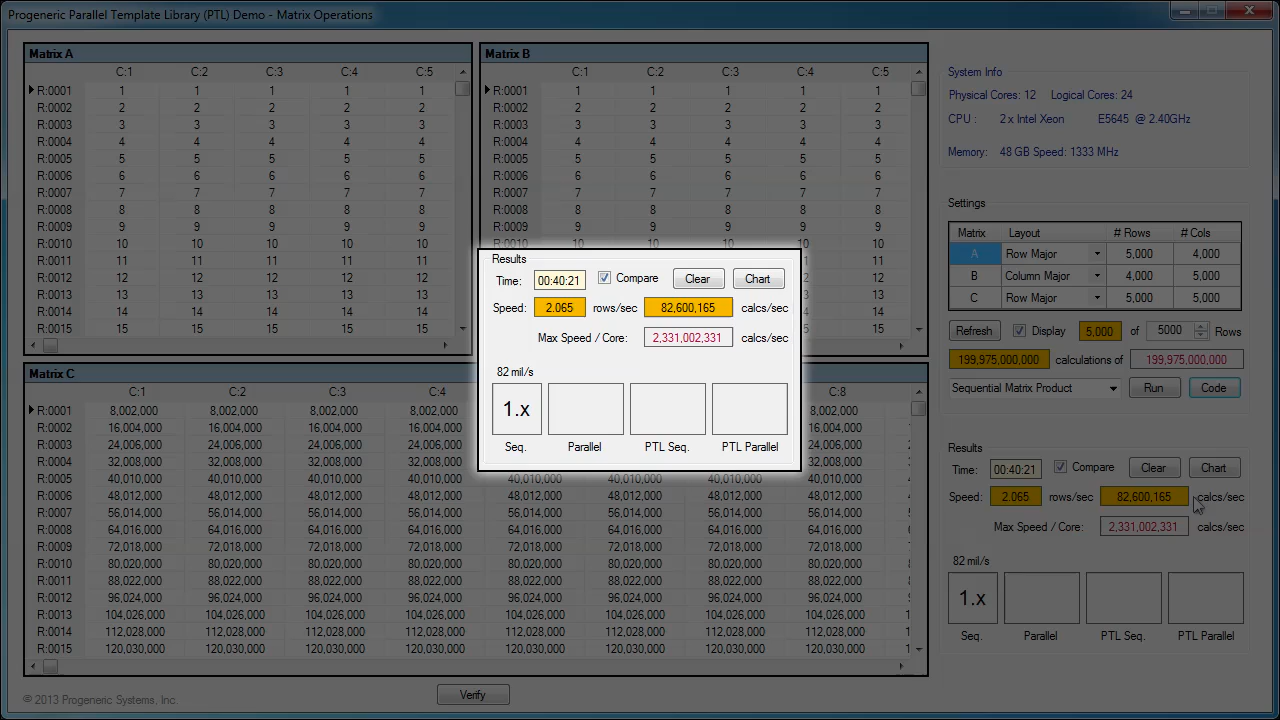 Progeneric Parallel Template Library (PTL) Demo - Matrix Operations
Matrix A
C:1 C:2 C:3 C:4 C:5
R:0001 1 1 1 1 1
R:0002 2 2 2 2 2
R:0003 3 3 3 3 3
R:0004 4 4 4 4 4
R:0005 5 5 5 5 5
R:0006 6 6 6 6 6
R:0007 7 7 7 7 7
R:0008 8 8 8 8 8
R:0009 9 9 9 9 9
R:0010 10 10 10 10 10
R:0011 11 11 11 11 11
R:0012 12 12 12 12 12
R:0013 13 13 13 13 13
R:0014 14 14 14 14 14
R:0015 15 15 15 15 15
Matrix B
C:1 C:2 C:3 C:4 C:5
R:0001 1 1 1 1 1
R:0002 2 2 2 2 2
R:0003 3 3 3 3 3
R:0004 4 4 4 4 4
R:0005 5 5 5 5 5
R:0006 6 6 6 6 6
R:0007 7 7 7 7 7
R:0008 8 8 8 8 8
R:0009 9 9 9 9 9
R:0010 10 10 10 10 10
11
12
13
14
15
System Info
Physical Cores: 12 Logical Cores: 24
CPU : 2 x Intel Xeon E5645 @ 2.40GHz
Memory: 48 GB Speed: 1333 MHz
Settings
Matrix Layout # Rows # Cols
A Row Major 5,000 4,000
B Column Major 4,000 5,000
C Row Major 5,000 5,000
Refresh Display 5,000 of 5000 Rows
199,975,000,000 calculations of 199,975,000,000
Sequential Matrix Product Run Code
Results
Time: 00:40:21 Compare Clear Chart
Speed: 2.065 rows/sec 82,600,165 calcs/sec
Max Speed / Core: 2,331,002,331 calcs/sec
82 mil/s
1.x
Seq. Parallel PTL Seq. PTL Parallel
Matrix C
C:1 C:2 C:3 C:4 C:8
R:0001 8,002,000 8,002,000 8,002,000 8,002,000 8,002,000
R:0002 16,004,000 16,004,000 16,004,000 16,004,000 16,004,000
R:0003 24,006,000 24,006,000 24,006,000 24,006,000 24,006,000
R:0004 32,008,000 32,008,000 32,008,000 32,008,000 32,008,000
R:0005 40,010,000 40,010,000 40,010,000 40,010,000 40,010,000 40,010,000 40,010,000 40,010,000
R:0006 48,012,000 48,012,000 48,012,000 48,012,000 48,012,000 48,012,000 48,012,000 48,012,000
R:0007 56,014,000 56,014,000 56,014,000 56,014,000 56,014,000 56,014,000 56,014,000 56,014,000
R:0008 64,016,000 64,016,000 64,016,000 64,016,000 64,016,000 64,016,000 64,016,000 64,016,000
R:0009 72,018,000 72,018,000 72,018,000 72,018,000 72,018,000 72,018,000 72,018,000 72,018,000
R:0010 80,020,000 80,020,000 80,020,000 80,020,000 80,020,000 80,020,000 80,020,000 80,020,000
R:0011 88,022,000 88,022,000 88,022,000 88,022,000 88,022,000 88,022,000 88,022,000 88,022,000
R:0012 96,024,000 96,024,000 96,024,000 96,024,000 96,024,000 96,024,000 96,024,000 96,024,000
R:0013 104,026,000 104,026,000 104,026,000 104,026,000 104,026,000 104,026,000 104,026,000 104,026,000
R:0014 112,028,000 112,028,000 112,028,000 112,028,000 112,028,000 112,028,000 112,028,000 112,028,000
R:0015 120,030,000 120,030,000 120,030,000 120,030,000 120,030,000 120,030,000 120,030,000 120,030,000
Results
Time: 00:40:21 Compare Clear Chart
Speed: 2.065 rows/sec 82,600,165 calcs/sec
Max Speed / Core: 2,331,002,331 calcs/sec
82 mil/s
1.x
Seq. Parallel PTL Seq. PTL Parallel
© 2013 Progeneric Systems, Inc.
Verify